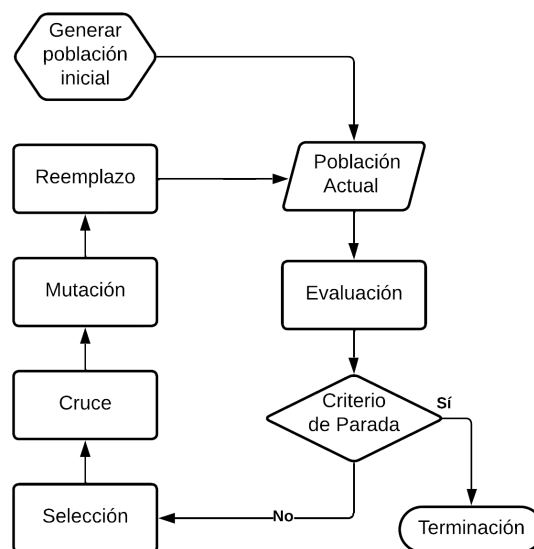 Generar
población
inicial
Población
Actual
Reemplazo
Evaluación
Mutación
Criterio
de Parada
Sí
Cruce
No
Selección
Terminación